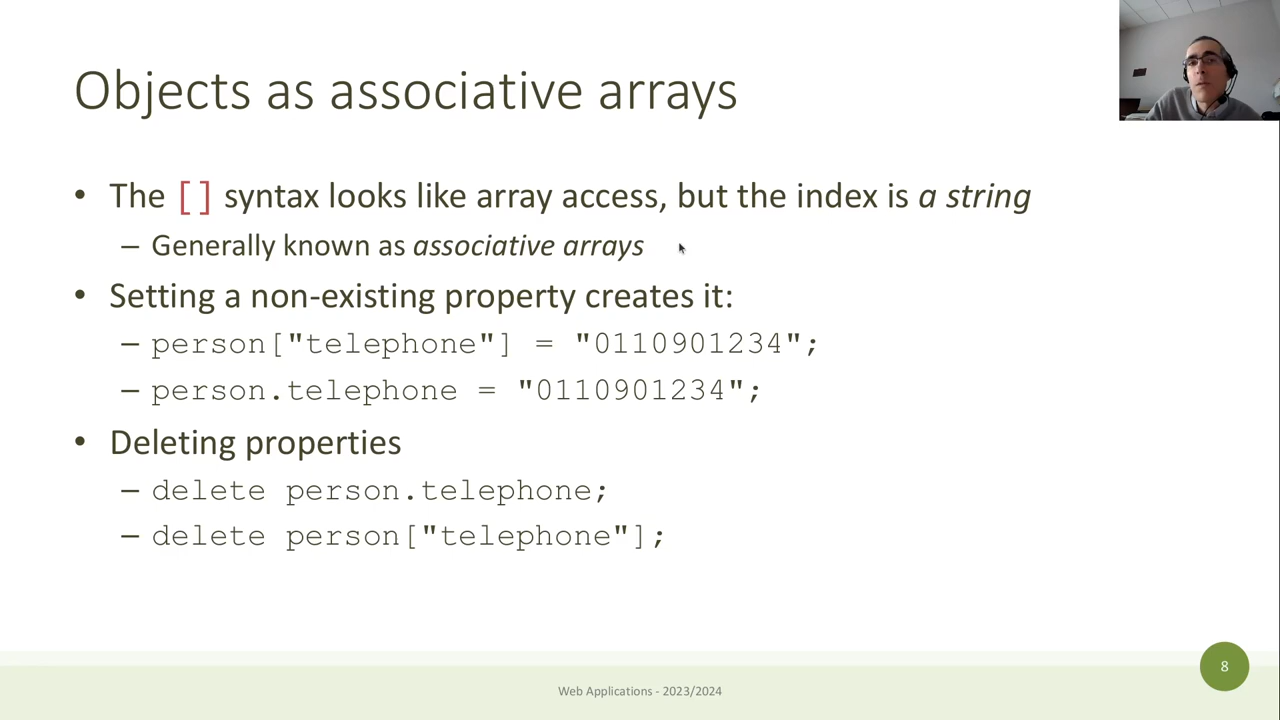 Objects as associative arrays
• The [] syntax looks like array access, but the index is a string
– Generally known as associative arrays
• Setting a non-existing property creates it:
– person["telephone"] = "0110901234";
– person.telephone = "0110901234";
• Deleting properties
– delete person.telephone;
– delete person["telephone"];
Web Applications - 2023/2024
8